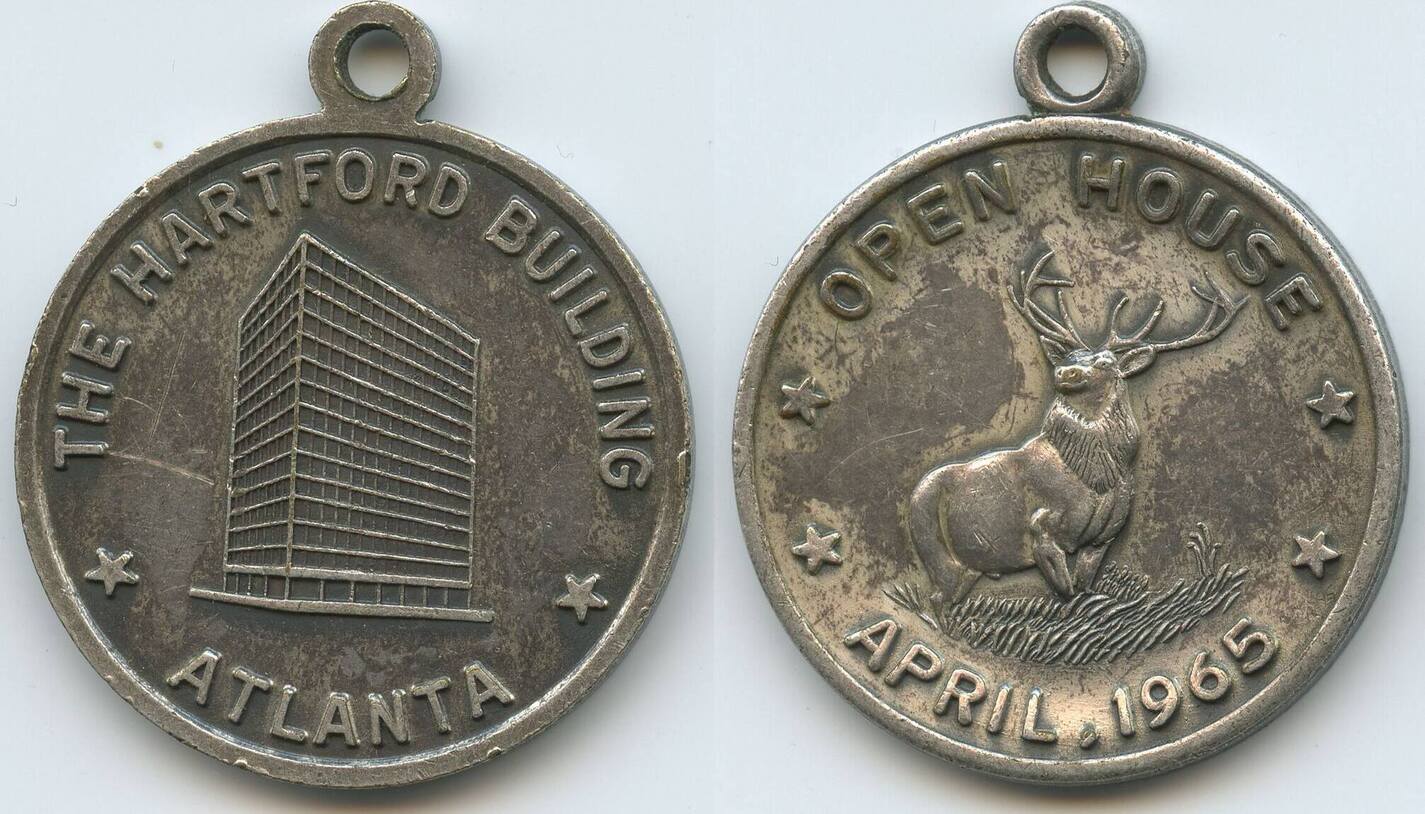 THE HARTFORD BUILDING
ATLANTA
OPEN HOUSE
APRIL, 1965